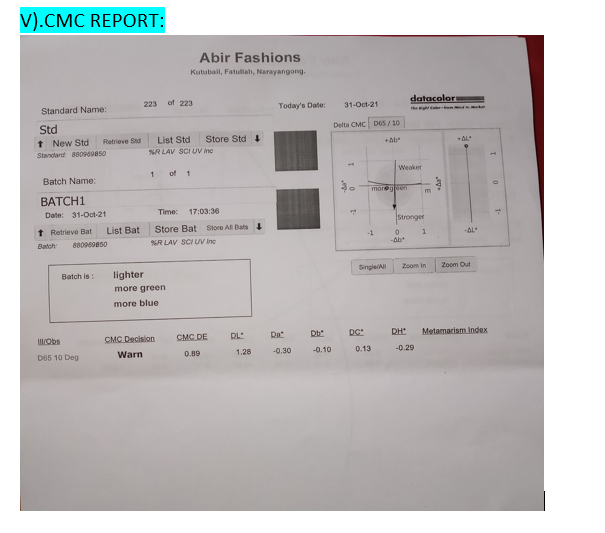 V).CMC REPORT:
Abir Fashions
Kutubail, Fatullah, Narayangong.
Standard Name: 223 of 223 Today's Date: 31-Oct-21 datacolor
Std Delta CMC D65 / 10
New Std Retrieve Std List Std Store Std
Standard: 880969850 %R LAV SCI UV Inc
+Δb* +ΔL*
Weaker
1 of 1
Batch Name:
-Δa* more green m +Δa*
1 0 -1
1 0 -1
BATCH1
Date: 31-Oct-21 Time: 17:03:36
Stronger
Retrieve Bat List Bat Store Bat Store All Bats
-1 0 1 -ΔL*
-Δb*
Batch: 880969850 %R LAV SCI UV Inc
Single/All Zoom In Zoom Out
Batch is : lighter
more green
more blue
Ill/Obs CMC Decision CMC DE DL* Da* Db* DC* DH* Metamarism Index
D65 10 Deg Warn 0.89 1.28 -0.30 -0.10 0.13 -0.29